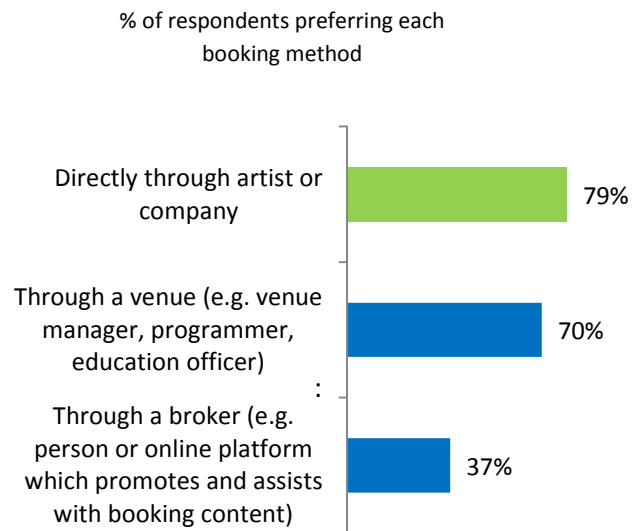 % of respondents preferring each
booking method
Directly through artist or
company
79%
Through a venue (e.g. venue
manager, programmer,
education officer)
70%
:
Through a broker (e.g.
person or online platform
which promotes and assists
with booking content)
37%